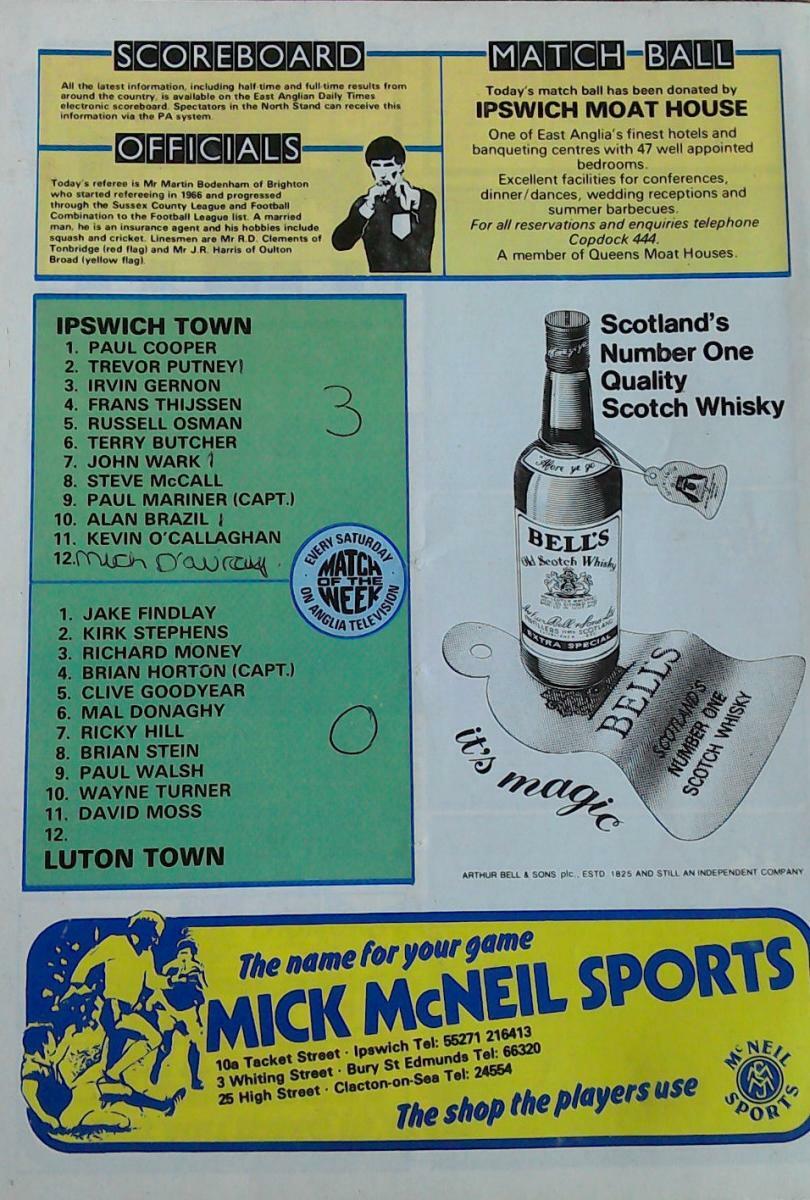 SCOREBOARD
All the latest information, including half-time and full-time results from
around the country, is available on the East Anglian Daily Times
electronic scoreboard. Spectators in the North Stand can receive this
information via the PA system.
OFFICIALS
Today's referee is Mr Martin Bodenham of Brighton
who started refereeing in 1966 and progressed
through the Sussex County League and Football
Combination to the Football League list. A married
man, he is an insurance agent and his hobbies include
squash and cricket. Linesmen are Mr R.D. Clements of
Tonbridge (red flag) and Mr J.R. Harris of Oulton
Broad (yellow flag).
MATCH BALL
Today's match ball has been donated by
IPSWICH MOAT HOUSE
One of East Anglia's finest hotels and
banqueting centres with 47 well appointed
bedrooms.
Excellent facilities for conferences,
dinner/dances, wedding receptions and
summer barbecues.
For all reservations and enquiries telephone
Copdock 444.
A member of Queens Moat Houses.
IPSWICH TOWN
1. PAUL COOPER
2. TREVOR PUTNEY 1
3. IRVIN GERNON
4. FRANS THIJSSEN
5. RUSSELL OSMAN
6. TERRY BUTCHER
7. JOHN WARK 1
8. STEVE McCALL
9. PAUL MARINER (CAPT.)
10. ALAN BRAZIL 1
11. KEVIN O'CALLAGHAN
12. Mich D'avray.
3
EVERY SATURDAY
MATCH
OF THE
WEEK
ON ANGLIA TELEVISION
1. JAKE FINDLAY
2. KIRK STEPHENS
3. RICHARD MONEY
4. BRIAN HORTON (CAPT.)
5. CLIVE GOODYEAR
6. MAL DONAGHY
7. RICKY HILL
8. BRIAN STEIN
9. PAUL WALSH
10. WAYNE TURNER
11. DAVID MOSS
12.
0
LUTON TOWN
Scotland's
Number One
Quality
Scotch Whisky
Afore ye go
BELL'S
Old Scotch Whisky
Arthur Bell & Sons
DISTILLERS PERTH SCOTLAND
EXTRA SPECIAL
BELL'S
SCOTLAND'S
NUMBER ONE
SCOTCH WHISKY
it's magic
ARTHUR BELL & SONS plc., ESTD. 1825 AND STILL AN INDEPENDENT COMPANY
The name for your game
MICK McNEIL SPORTS
10a Tacket Street · Ipswich Tel: 55271 216413
3 Whiting Street · Bury St Edmunds Tel: 66320
25 High Street · Clacton-on-Sea Tel: 24554
The shop the players use
McNEIL
SPORTS